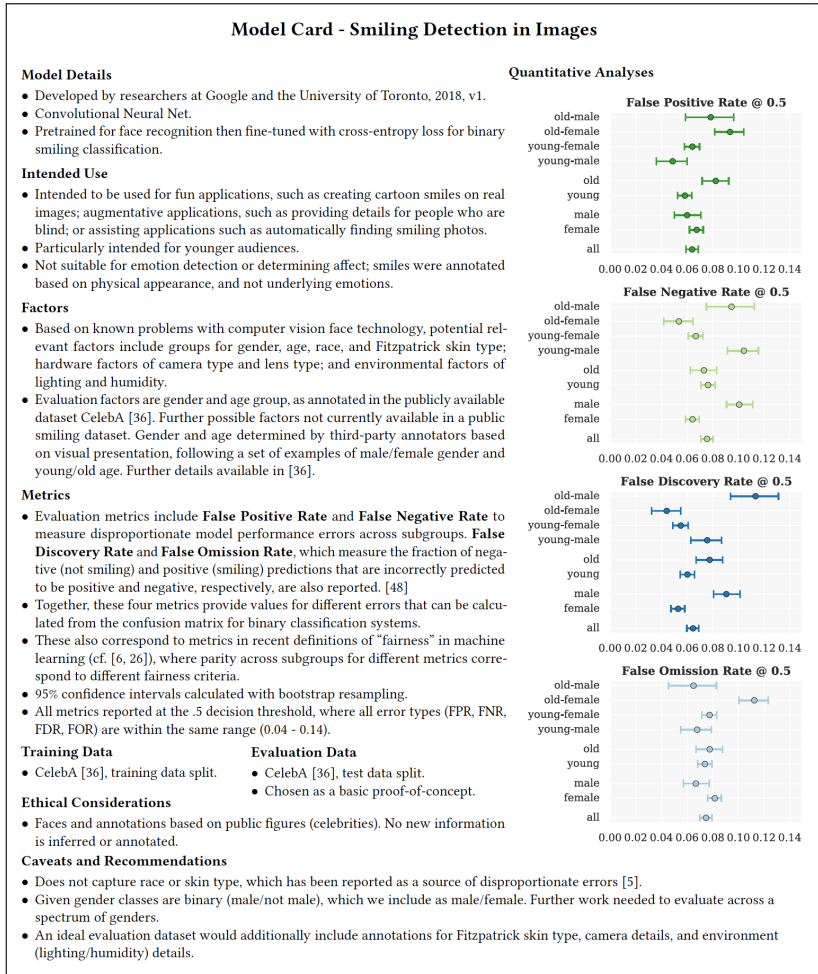 Model Card - Smiling Detection in Images
Model Details
● Developed by researchers at Google and the University of Toronto, 2018, v1.
● Convolutional Neural Net.
● Pretrained for face recognition then fine-tuned with cross-entropy loss for binary
smiling classification.
Intended Use
● Intended to be used for fun applications, such as creating cartoon smiles on real
images; augmentative applications, such as providing details for people who are
blind; or assisting applications such as automatically finding smiling photos.
● Particularly intended for younger audiences.
● Not suitable for emotion detection or determining affect; smiles were annotated
based on physical appearance, and not underlying emotions.
Factors
● Based on known problems with computer vision face technology, potential rel-
evant factors include groups for gender, age, race, and Fitzpatrick skin type;
hardware factors of camera type and lens type; and environmental factors of
lighting and humidity.
● Evaluation factors are gender and age group, as annotated in the publicly available
dataset CelebA [36]. Further possible factors not currently available in a public
smiling dataset. Gender and age determined by third-party annotators based
on visual presentation, following a set of examples of male/female gender and
young/old age. Further details available in [36].
Metrics
● Evaluation metrics include False Positive Rate and False Negative Rate to
measure disproportionate model performance errors across subgroups. False
Discovery Rate and False Omission Rate, which measure the fraction of nega-
tive (not smiling) and positive (smiling) predictions that are incorrectly predicted
to be positive and negative, respectively, are also reported. [48]
● Together, these four metrics provide values for different errors that can be calcu-
lated from the confusion matrix for binary classification systems.
● These also correspond to metrics in recent definitions of “fairness” in machine
learning (cf. [6, 26]), where parity across subgroups for different metrics corre-
spond to different fairness criteria.
● 95% confidence intervals calculated with bootstrap resampling.
● All metrics reported at the .5 decision threshold, where all error types (FPR, FNR,
FDR, FOR) are within the same range (0.04 - 0.14).
Training Data
● CelebA [36], training data split.
Evaluation Data
● CelebA [36], test data split.
● Chosen as a basic proof-of-concept.
Ethical Considerations
● Faces and annotations based on public figures (celebrities). No new information
is inferred or annotated.
Quantitative Analyses
False Positive Rate @ 0.5
old-male
old-female
young-female
young-male
old
young
male
female
all
0.00 0.02 0.04 0.06 0.08 0.10 0.12 0.14
False Negative Rate @ 0.5
old-male
old-female
young-female
young-male
old
young
male
female
all
0.00 0.02 0.04 0.06 0.08 0.10 0.12 0.14
False Discovery Rate @ 0.5
old-male
old-female
young-female
young-male
old
young
male
female
all
0.00 0.02 0.04 0.06 0.08 0.10 0.12 0.14
False Omission Rate @ 0.5
old-male
old-female
young-female
young-male
old
young
male
female
all
0.00 0.02 0.04 0.06 0.08 0.10 0.12 0.14
Caveats and Recommendations
● Does not capture race or skin type, which has been reported as a source of disproportionate errors [5].
● Given gender classes are binary (male/not male), which we include as male/female. Further work needed to evaluate across a
spectrum of genders.
● An ideal evaluation dataset would additionally include annotations for Fitzpatrick skin type, camera details, and environment
(lighting/humidity) details.